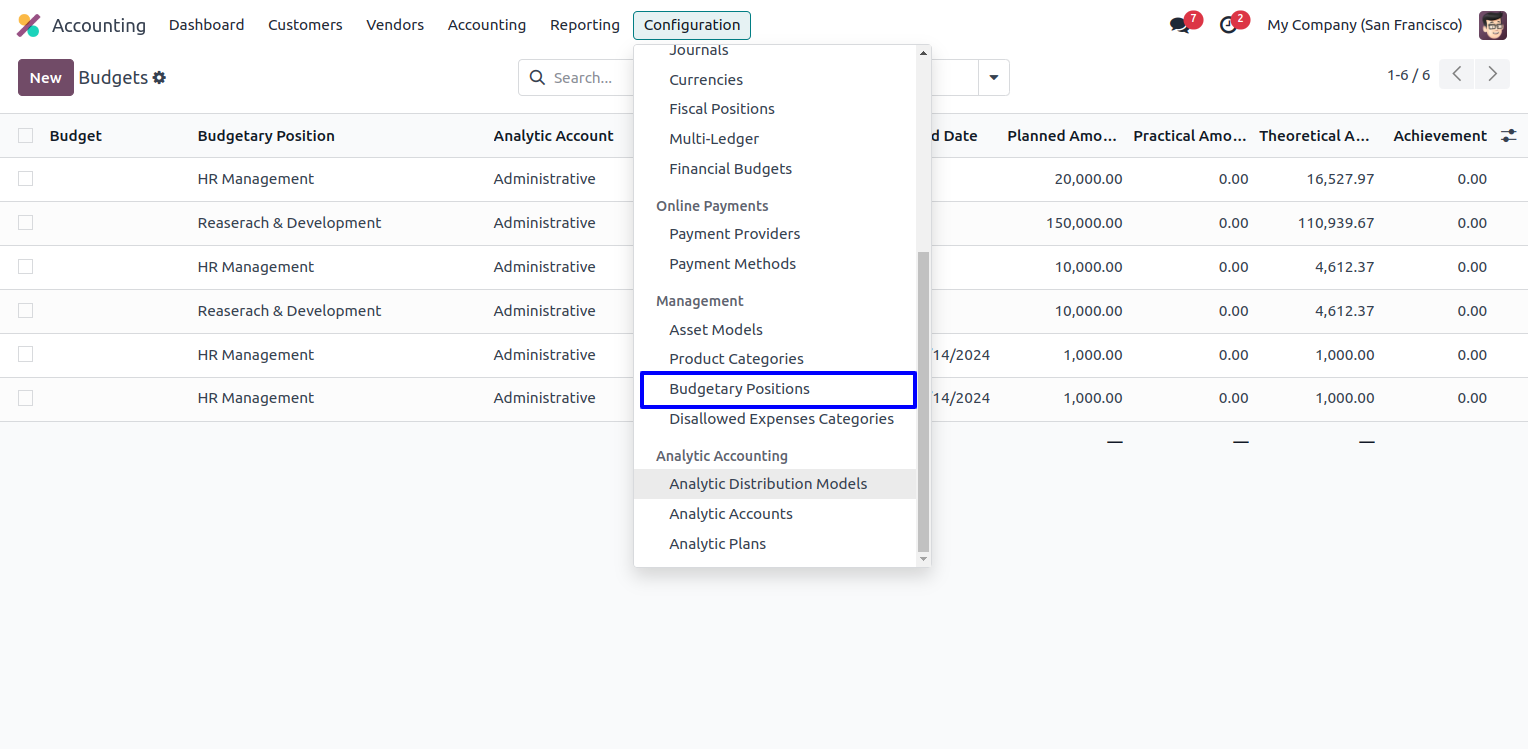 Accounting Dashboard Customers Vendors Accounting Reporting Configuration 7 2 My Company (San Francisco)
New Budgets Search... 1-6 / 6
Budget Budgetary Position Analytic Account d Date Planned Amo... Practical Amo... Theoretical A... Achievement
HR Management Administrative 20,000.00 0.00 16,527.97 0.00
Reaserach & Development Administrative 150,000.00 0.00 110,939.67 0.00
HR Management Administrative 10,000.00 0.00 4,612.37 0.00
Reaserach & Development Administrative 10,000.00 0.00 4,612.37 0.00
HR Management Administrative /14/2024 1,000.00 0.00 1,000.00 0.00
HR Management Administrative /14/2024 1,000.00 0.00 1,000.00 0.00
— — —
Journals
Currencies
Fiscal Positions
Multi-Ledger
Financial Budgets
Online Payments
Payment Providers
Payment Methods
Management
Asset Models
Product Categories
Budgetary Positions
Disallowed Expenses Categories
Analytic Accounting
Analytic Distribution Models
Analytic Accounts
Analytic Plans